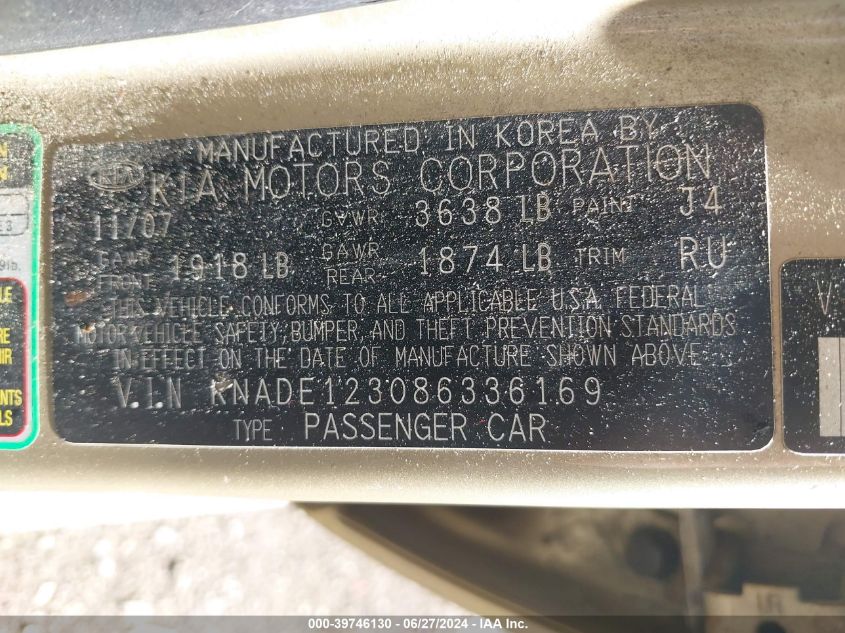 MANUFACTURED IN KOREA BY
KIA KIA MOTORS CORPORATION
11/07 GVWR 3638 LB PAINT J4
GAWR FRONT 1918 LB GAWR REAR 1874 LB TRIM RU
THIS VEHICLE CONFORMS TO ALL APPLICABLE U.S.A. FEDERAL
MOTOR VEHICLE SAFETY, BUMPER, AND THEFT PREVENTION STANDARDS
IN EFFECT ON THE DATE OF MANUFACTURE SHOWN ABOVE.
V.I.N KNADE123086336169
TYPE PASSENGER CAR
000-39746130 - 06/27/2024 - IAA, Inc.